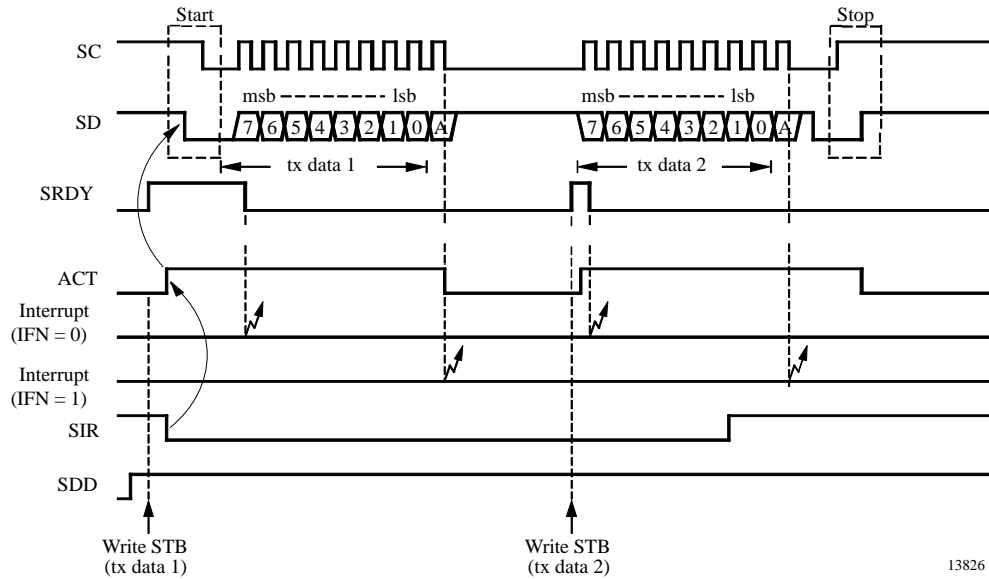 Start
Stop
SC
msb lsb
msb lsb
SD
7 6 5 4 3 2 1 0 A
7 6 5 4 3 2 1 0 A
tx data 1
tx data 2
SRDY
ACT
Interrupt
(IFN = 0)
Interrupt
(IFN = 1)
SIR
SDD
Write STB
(tx data 1)
Write STB
(tx data 2)
13826